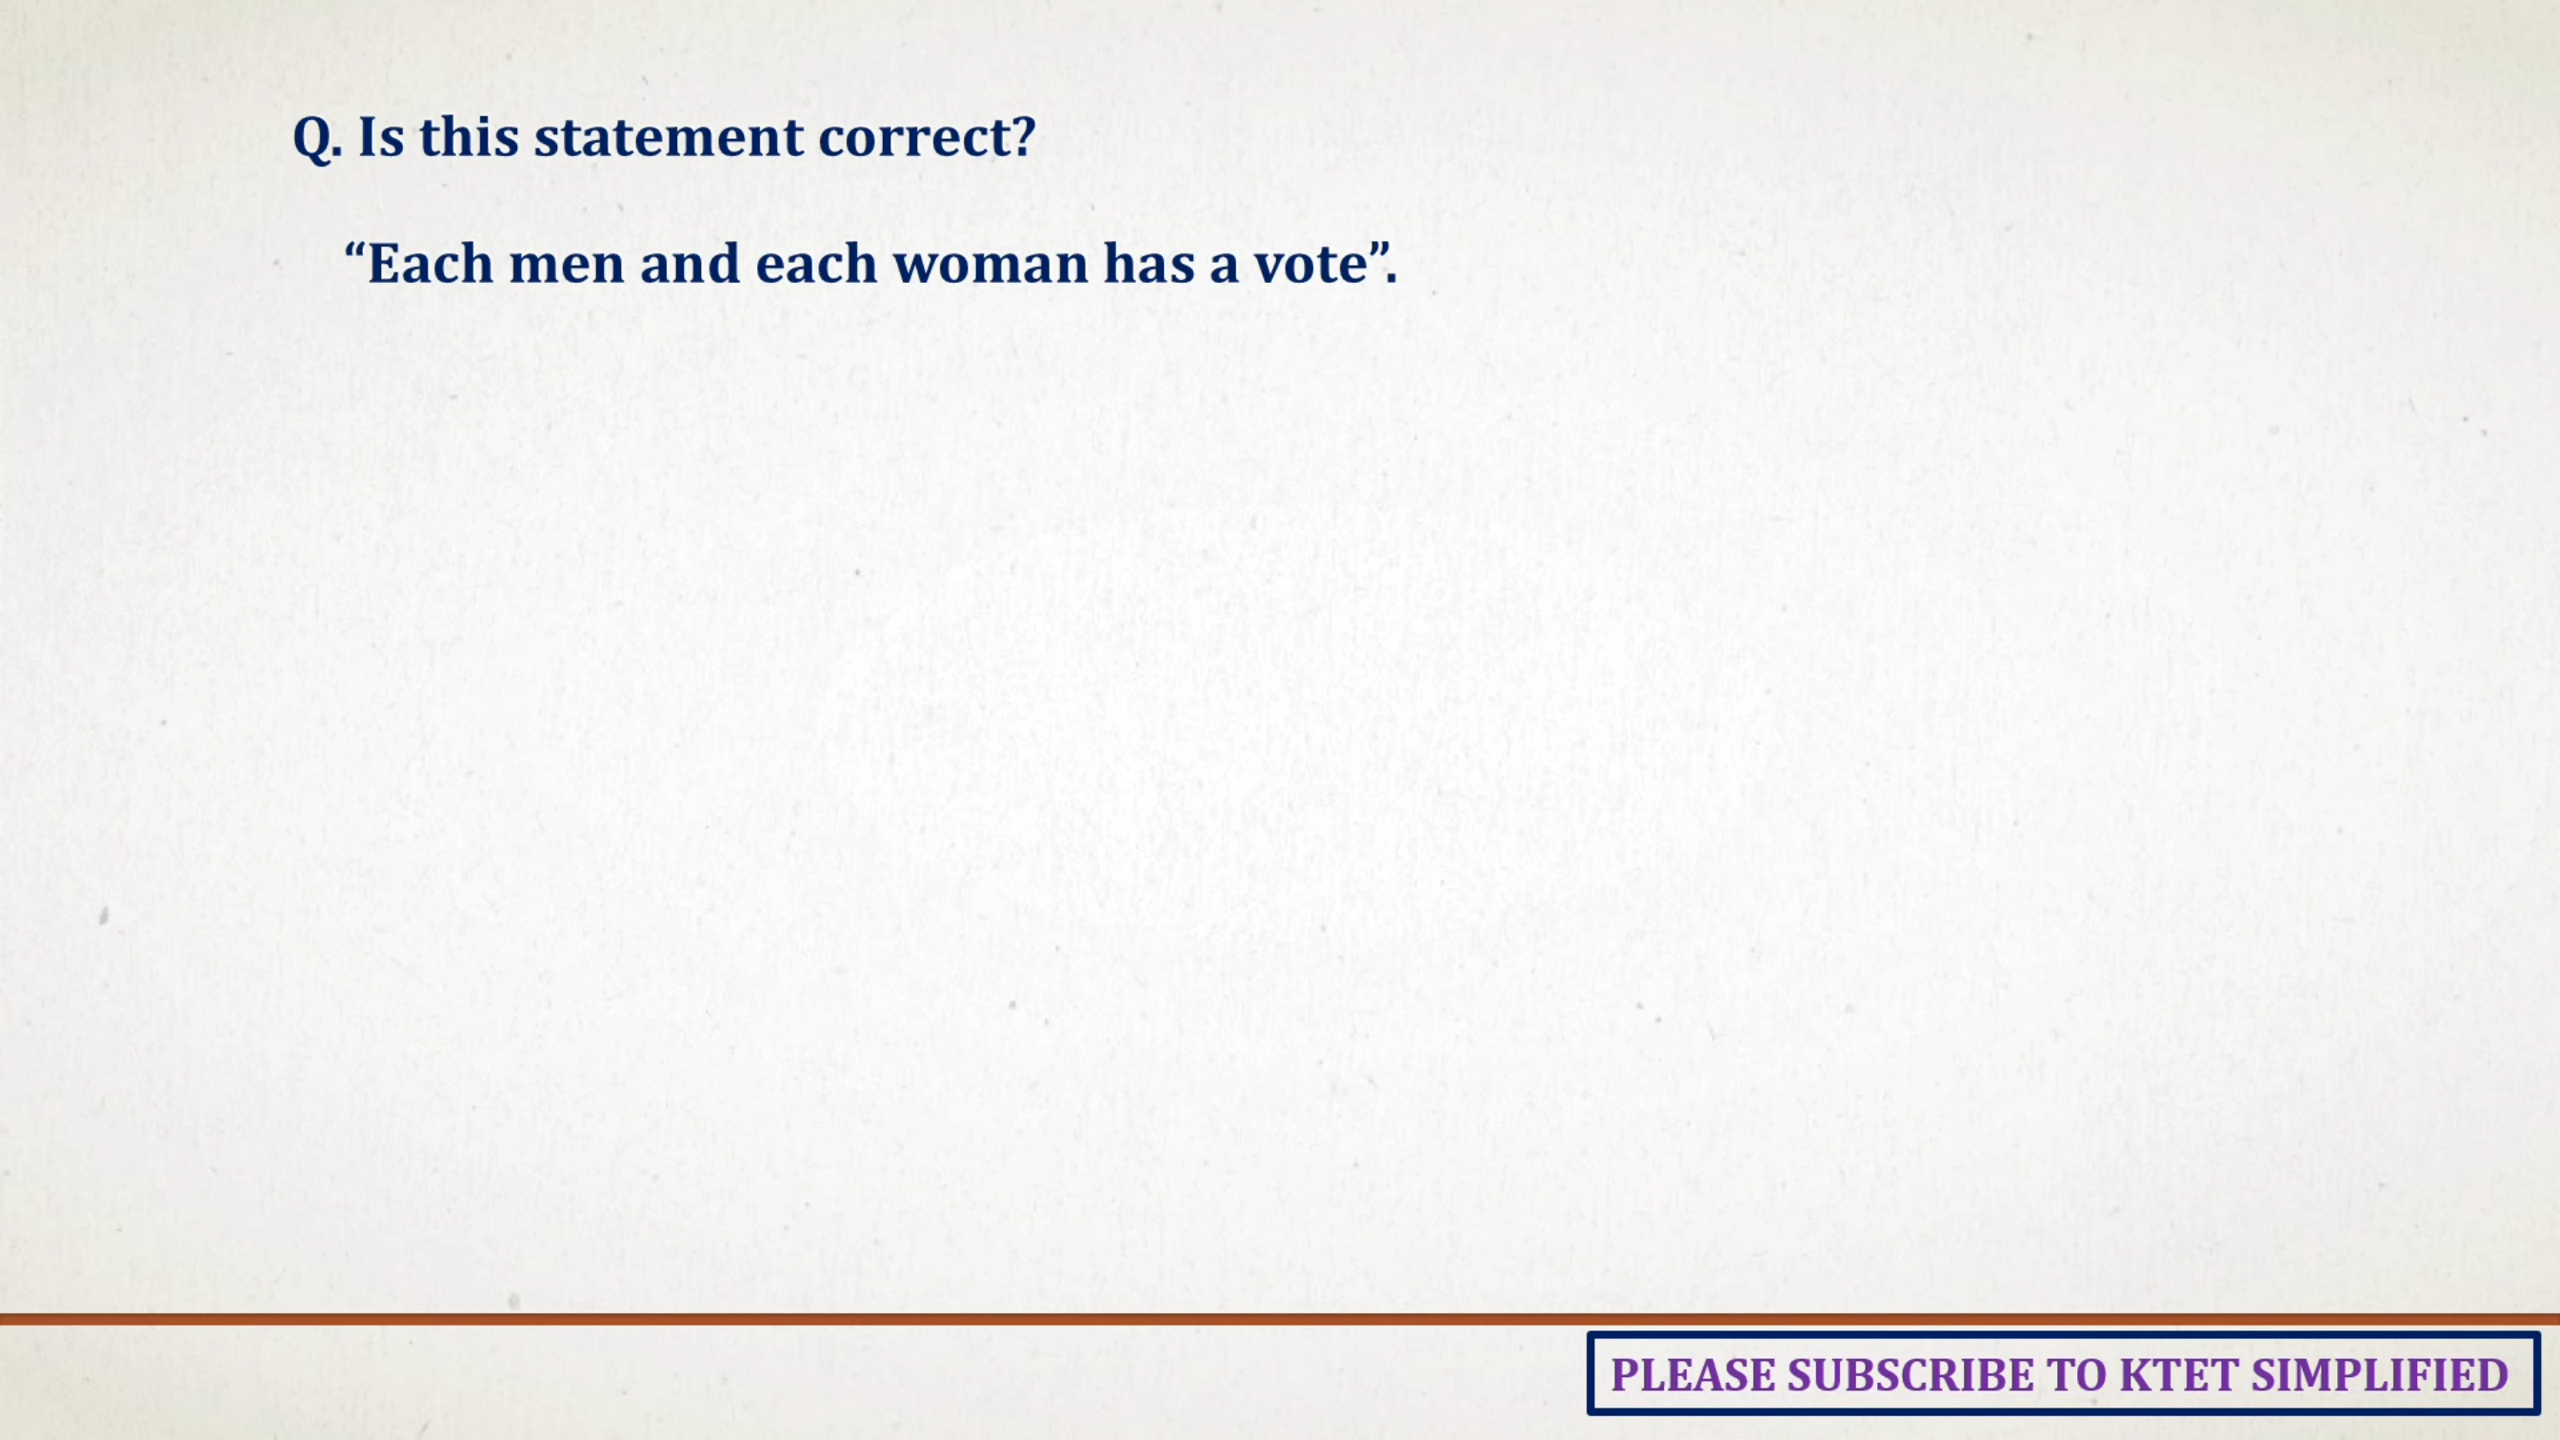 Q. Is this statement correct?
“Each men and each woman has a vote”.
PLEASE SUBSCRIBE TO KTET SIMPLIFIED